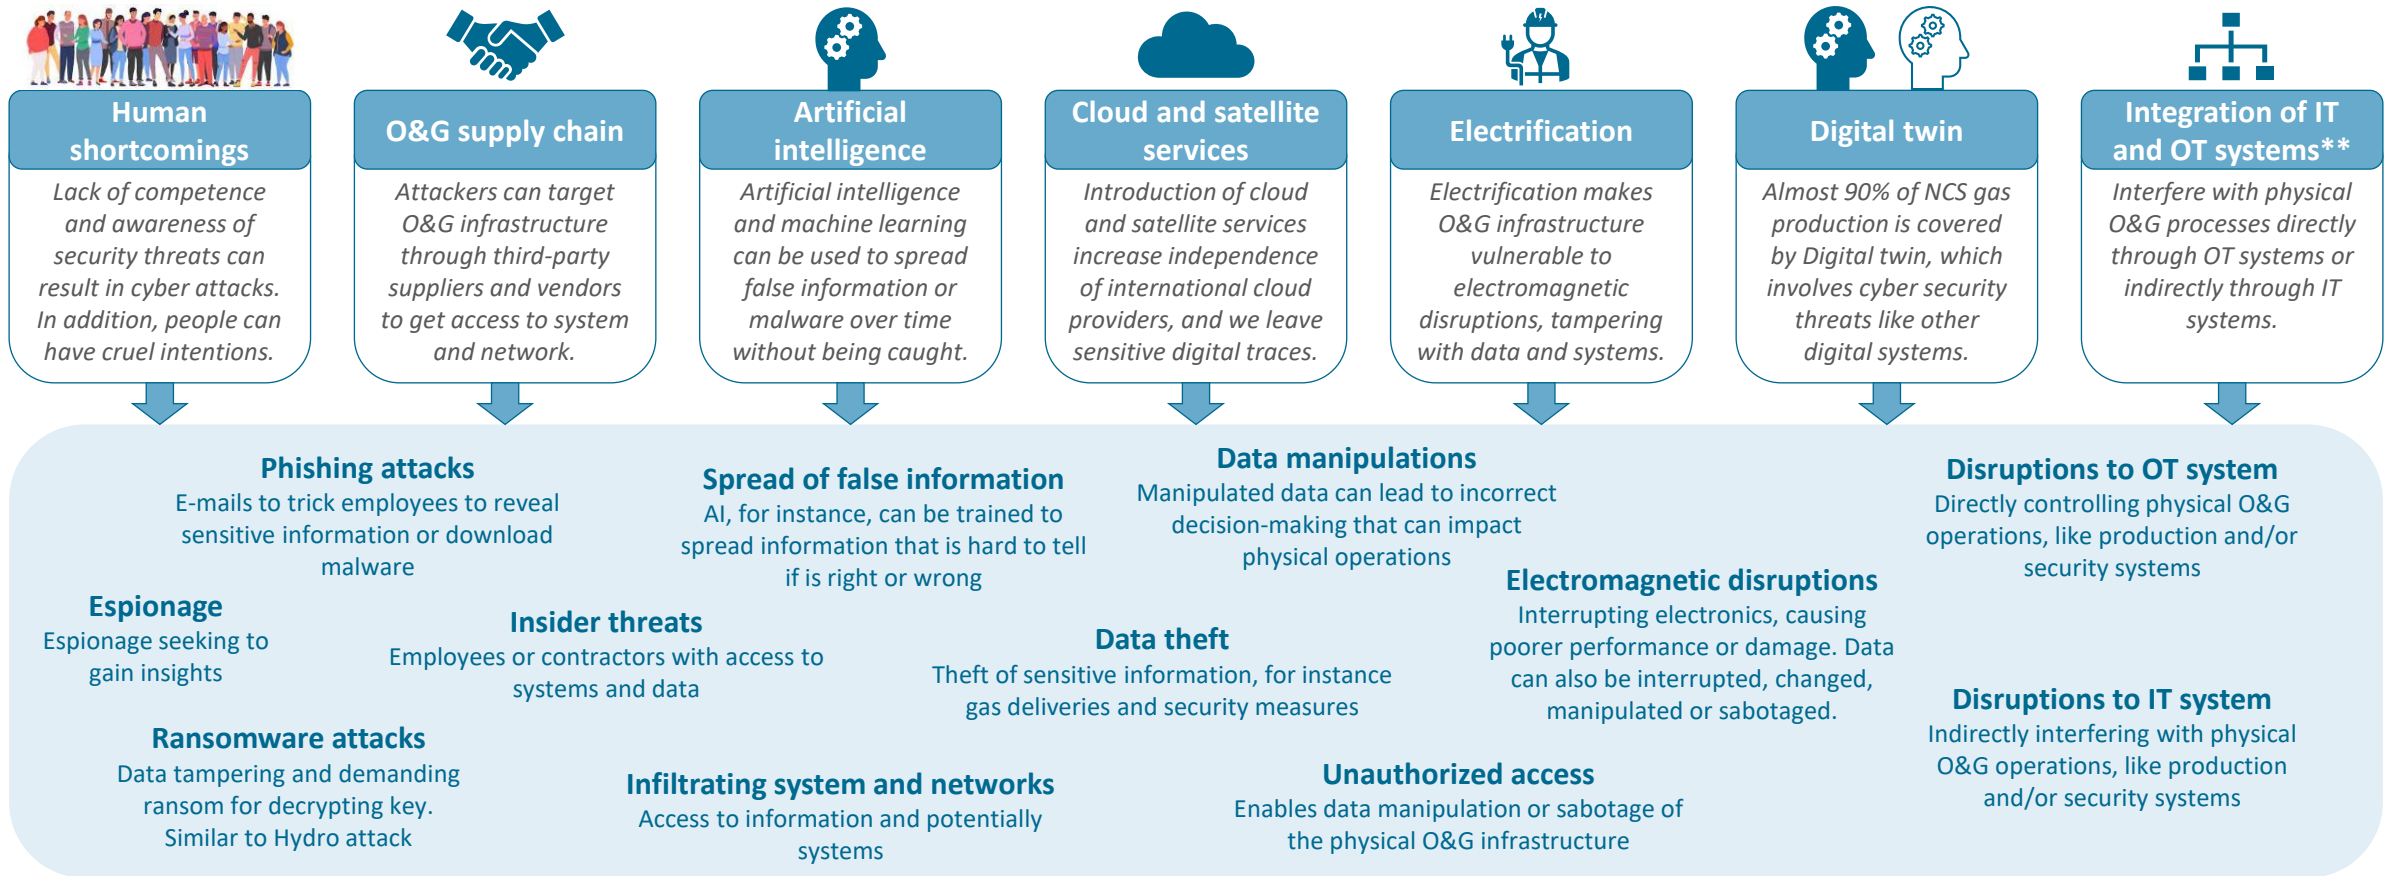 Human
shortcomings
Lack of competence
and awareness of
security threats can
result in cyber attacks.
In addition, people can
have cruel intentions.
O&G supply chain
Attackers can target
O&G infrastructure
through third-party
suppliers and vendors
to get access to system
and network.
Artificial
intelligence
Artificial intelligence
and machine learning
can be used to spread
false information or
malware over time
without being caught.
Cloud and satellite
services
Introduction of cloud
and satellite services
increase independence
of international cloud
providers, and we leave
sensitive digital traces.
Electrification
Electrification makes
O&G infrastructure
vulnerable to
electromagnetic
disruptions, tampering
with data and systems.
Digital twin
Almost 90% of NCS gas
production is covered
by Digital twin, which
involves cyber security
threats like other
digital systems.
Integration of IT
and OT systems**
Interfere with physical
O&G processes directly
through OT systems or
indirectly through IT
systems.
Phishing attacks
E-mails to trick employees to reveal
sensitive information or download
malware
Spread of false information
AI, for instance, can be trained to
spread information that is hard to tell
if is right or wrong
Data manipulations
Manipulated data can lead to incorrect
decision-making that can impact
physical operations
Disruptions to OT system
Directly controlling physical O&G
operations, like production and/or
security systems
Espionage
Espionage seeking to
gain insights
Insider threats
Employees or contractors with access to
systems and data
Data theft
Theft of sensitive information, for instance
gas deliveries and security measures
Electromagnetic disruptions
Interrupting electronics, causing
poorer performance or damage. Data
can also be interrupted, changed,
manipulated or sabotaged.
Disruptions to IT system
Indirectly interfering with physical
O&G operations, like production
and/or security systems
Ransomware attacks
Data tampering and demanding
ransom for decrypting key.
Similar to Hydro attack
Infiltrating system and networks
Access to information and potentially
systems
Unauthorized access
Enables data manipulation or sabotage of
the physical O&G infrastructure